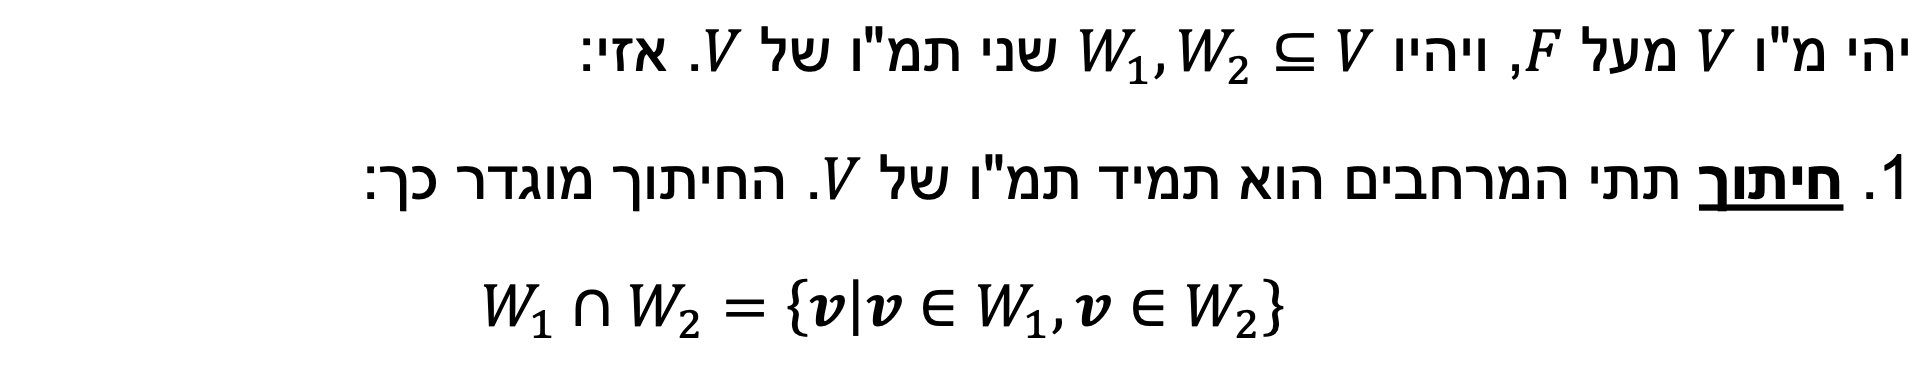 יהי מ"ו V מעל F, ויהיו W₁, W₂ ⊆ V שני תמ"ו של V. אזי:
1. חיתוך תתי המרחבים הוא תמיד תמ"ו של V. החיתוך מוגדר כך:
W₁ ∩ W₂ = {v|v ∈ W₁, v ∈ W₂}